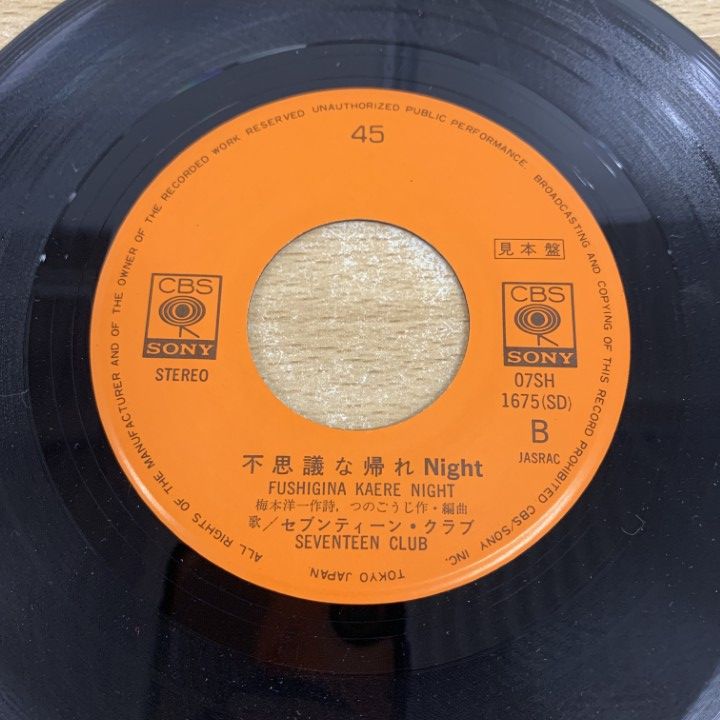 ALL RIGHTS OF THE MANUFACTURER AND OF THE OWNER OF THE RECORDED WORK RESERVED UNAUTHORIZED PUBLIC PERFORMANCE. BROADCASTING AND COPYING OF THIS RECORD PROHIBITED CBS/SONY INC.
TOKYO JAPAN.
45
見本盤
CBS
SONY
STEREO
CBS
SONY
07SH
1675(SD)
B
JASRAC
不思議な帰れ Night
FUSHIGINA KAERE NIGHT
梅本洋一作詩, つのごうじ作・編曲
歌/セブンティーン・クラブ
SEVENTEEN CLUB